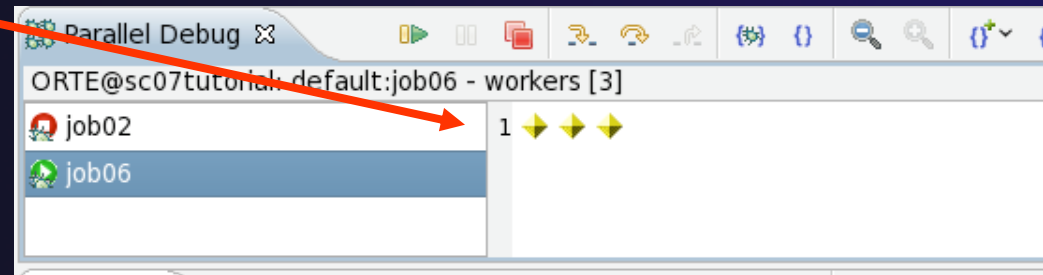 Parallel Debug
ORTE@sc07tutorial: default:job06 - workers [3]
job02
1
job06